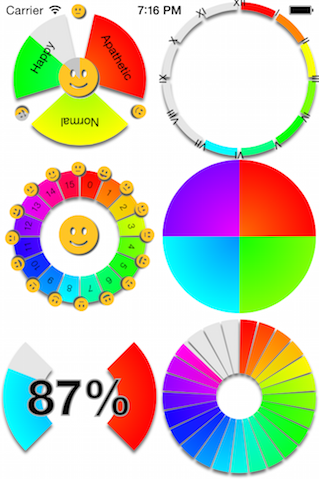 Carrier 7:16 PM
Happy
Apathetic
Normal
XII
I
II
III
IV
V
VI
VII
VIII
IX
X
XI
0
1
2
3
4
5
6
7
8
9
10
11
12
13
14
15
87%